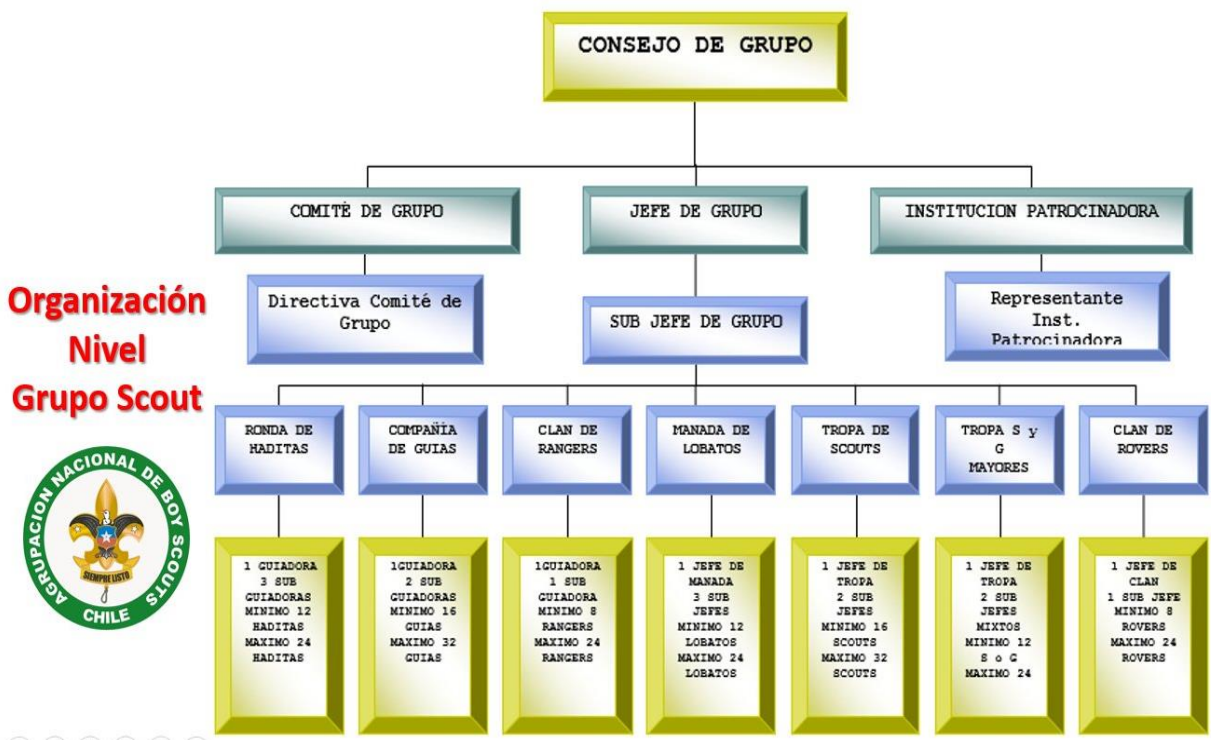 CONSEJO DE GRUPO
COMITÉ DE GRUPO
JEFE DE GRUPO
INSTITUCION PATROCINADORA
Directiva Comité de
Grupo
SUB JEFE DE GRUPO
Representante
Inst.
Patrocinadora
Organización
Nivel
Grupo Scout
AGRUPACION NACIONAL DE BOY SCOUTS
CHILE
SIEMPRE LISTO
RONDA DE
HADITAS
COMPAÑÍA
DE GUIAS
CLAN DE
RANGERS
MANADA DE
LOBATOS
TROPA DE
SCOUTS
TROPA S y
G
MAYORES
CLAN DE
ROVERS
1 GUIADORA
3 SUB
GUIADORAS
MINIMO 12
HADITAS
MAXIMO 24
HADITAS
1GUIADORA
2 SUB
GUIADORAS
MINIMO 16
GUIAS
MAXIMO 32
GUIAS
1GUIADORA
1 SUB
GUIADORA
MINIMO 8
RANGERS
MAXIMO 24
RANGERS
1 JEFE DE
MANADA
3 SUB
JEFES
MINIMO 12
LOBATOS
MAXIMO 24
LOBATOS
1 JEFE DE
TROPA
2 SUB
JEFES
MINIMO 16
SCOUTS
MAXIMO 32
SCOUTS
1 JEFE DE
TROPA
2 SUB
JEFES
MIXTOS
MINIMO 12
S o G
MAXIMO 24
1 JEFE DE
CLAN
1 SUB JEFE
MINIMO 8
ROVERS
MAXIMO 24
ROVERS